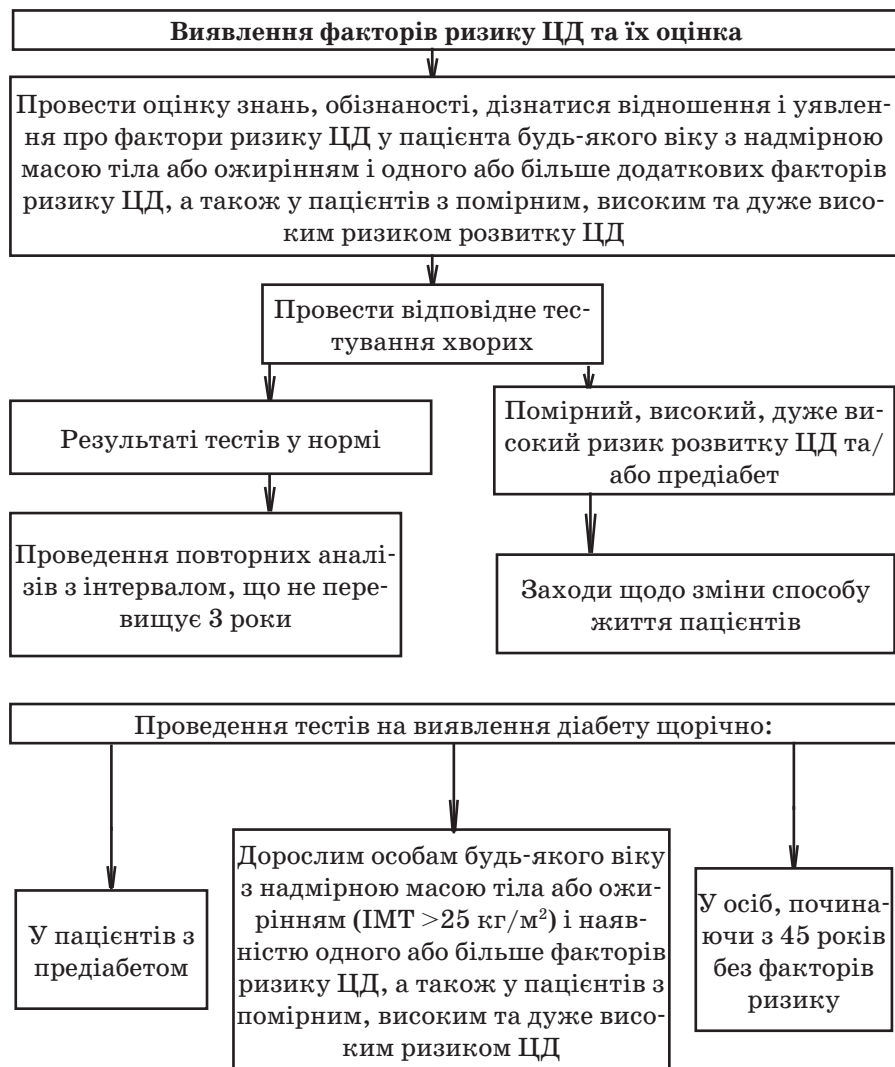 Виявлення факторів ризику ЦД та їх оцінка
Провести оцінку знань, обізнаності, дізнатися відношення і уявлен-
ня про фактори ризику ЦД у пацієнта будь-якого віку з надмірною
масою тіла або ожирінням і одного або більше додаткових факторів
ризику ЦД, а також у пацієнтів з помірним, високим та дуже висо-
ким ризиком розвитку ЦД
Провести відповідне тес-
тування хворих
Результаті тестів у нормі
Помірний, високий, дуже ви-
сокий ризик розвитку ЦД та/
або предіабет
Проведення повторних аналі-
зів з інтервалом, що не пере-
вищує 3 роки
Заходи щодо зміни способу
життя пацієнтів
Проведення тестів на виявлення діабету щорічно:
У пацієнтів з
предіабетом
Дорослим особам будь-якого віку
з надмірною масою тіла або ожи-
рінням (ІМТ >25 кг/м²) і наяв-
ністю одного або більше факторів
ризику ЦД, а також у пацієнтів з
помірним, високим та дуже висо-
ким ризиком ЦД
У осіб, почина-
ючи з 45 років
без факторів
ризику